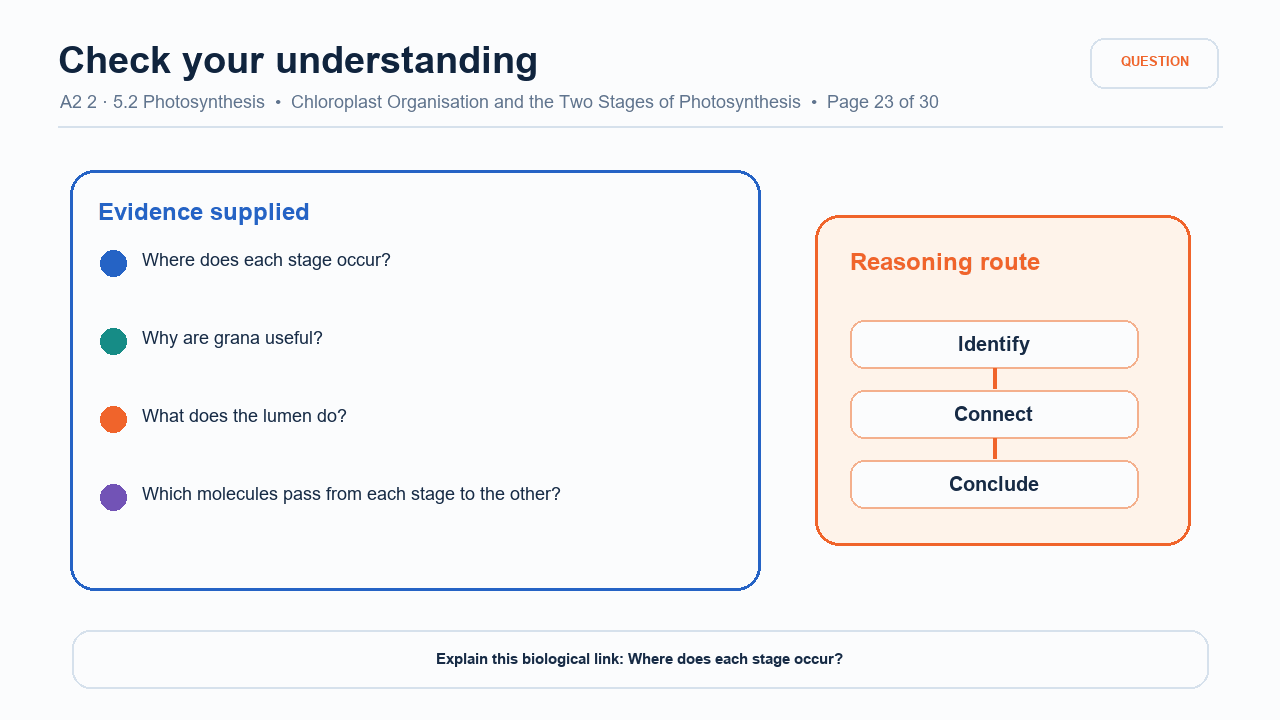 Check your understanding
QUESTION
A2 2 · 5.2 Photosynthesis • Chloroplast Organisation and the Two Stages of Photosynthesis • Page 23 of 30
Evidence supplied
Where does each stage occur?
Why are grana useful?
What does the lumen do?
Which molecules pass from each stage to the other?
Reasoning route
Identify
Connect
Conclude
Explain this biological link: Where does each stage occur?